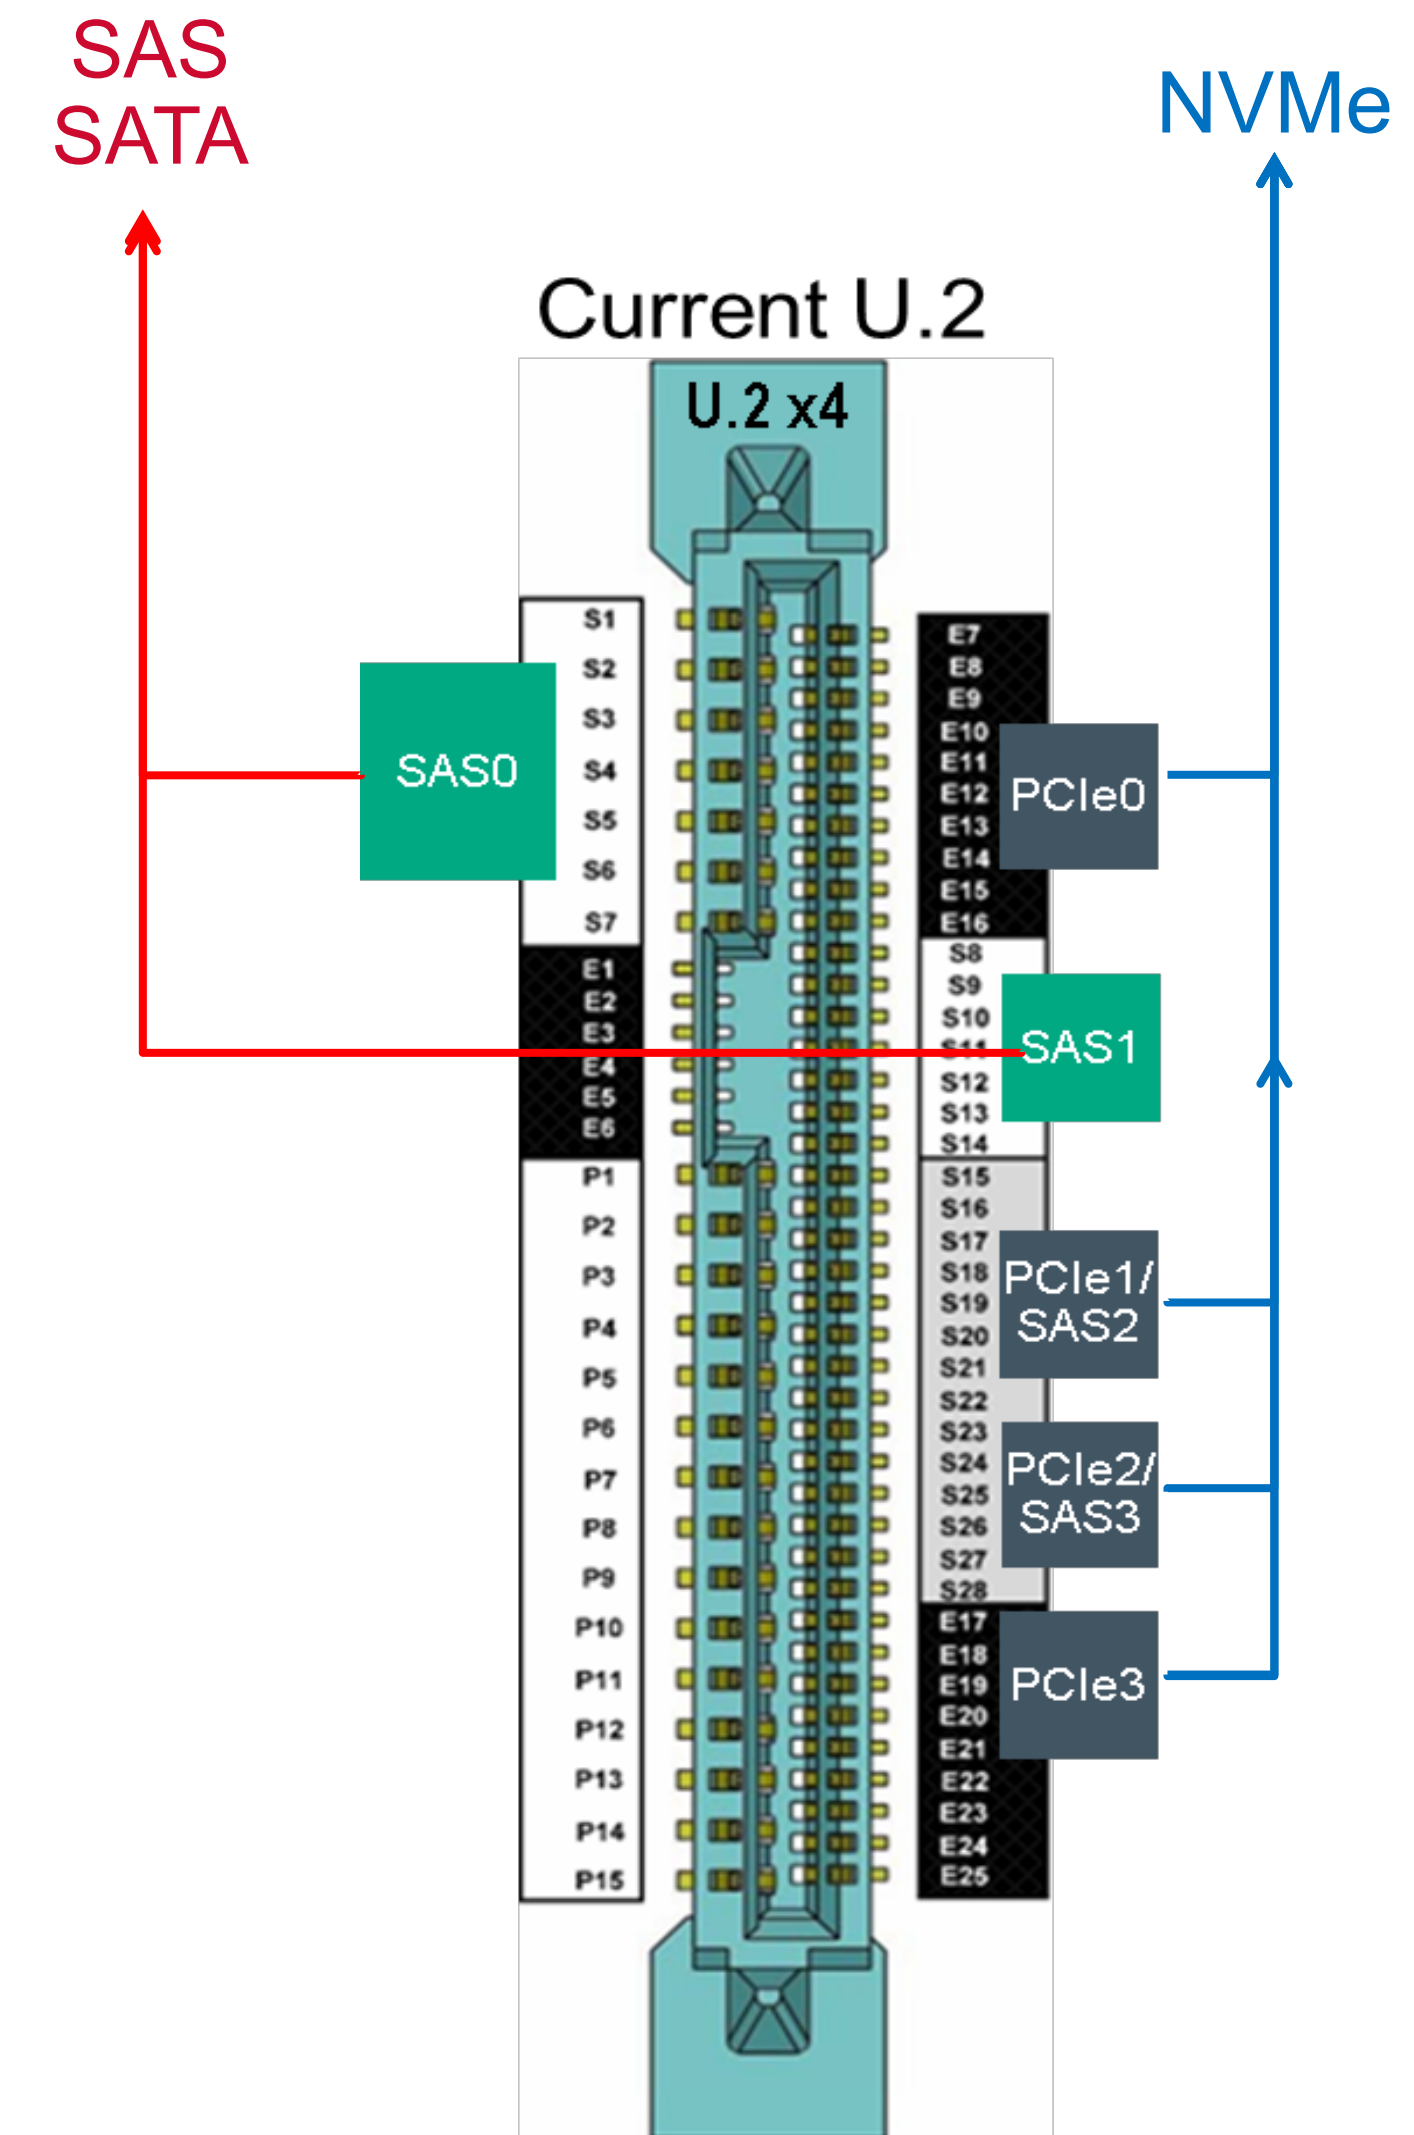 SAS
SATA
NVMe
Current U.2
U.2 x4
S1
S2
S3
S4
S5
S6
S7
E1
E2
E3
E4
E5
E6
P1
P2
P3
P4
P5
P6
P7
P8
P9
P10
P11
P12
P13
P14
P15
SAS0
E7
E8
E9
E10
E11
E12
E13
E14
E15
E16
S8
S9
S10
S11
S12
S13
S14
S15
S16
S17
S18
S19
S20
S21
S22
S23
S24
S25
S26
S27
S28
E17
E18
E19
E20
E21
E22
E23
E24
E25
PCIe0
SAS1
PCIe1/
SAS2
PCIe2/
SAS3
PCIe3